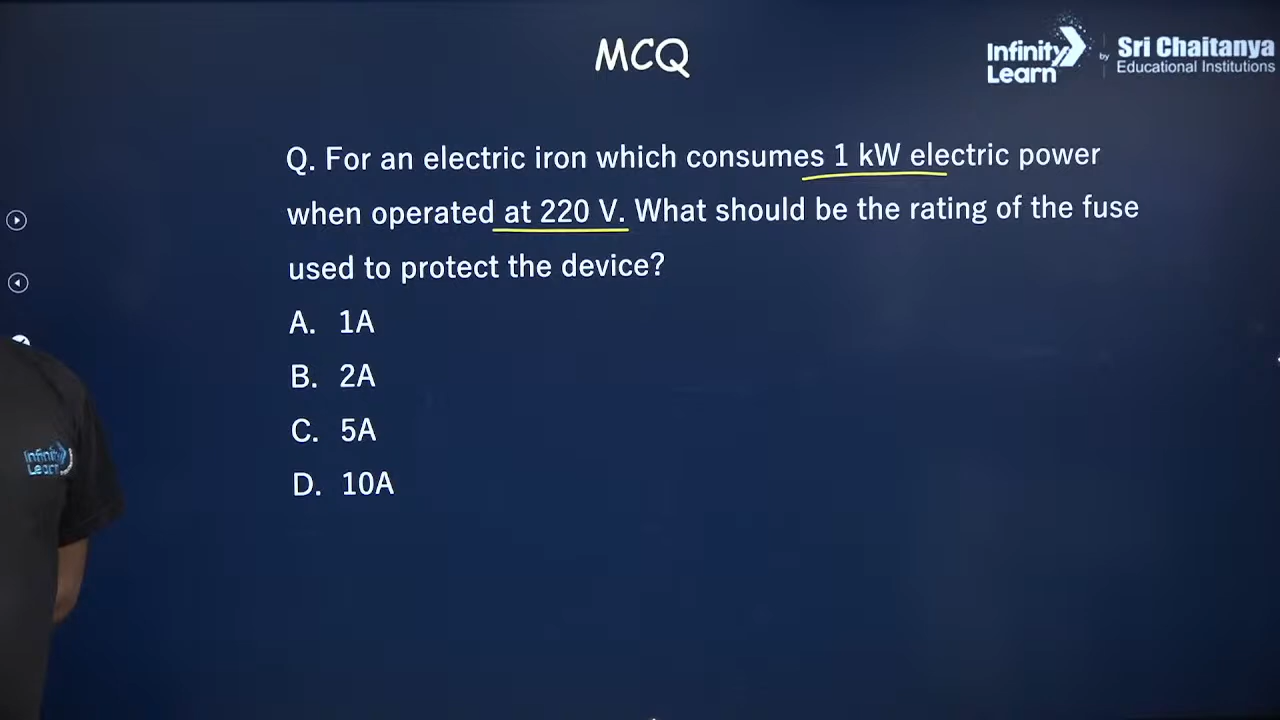 MCQ
Infinity Learn
by
Sri Chaitanya
Educational Institutions
Q. For an electric iron which consumes 1 kW electric power
when operated at 220 V. What should be the rating of the fuse
used to protect the device?
A. 1A
B. 2A
C. 5A
D. 10A
Infinity
Learn